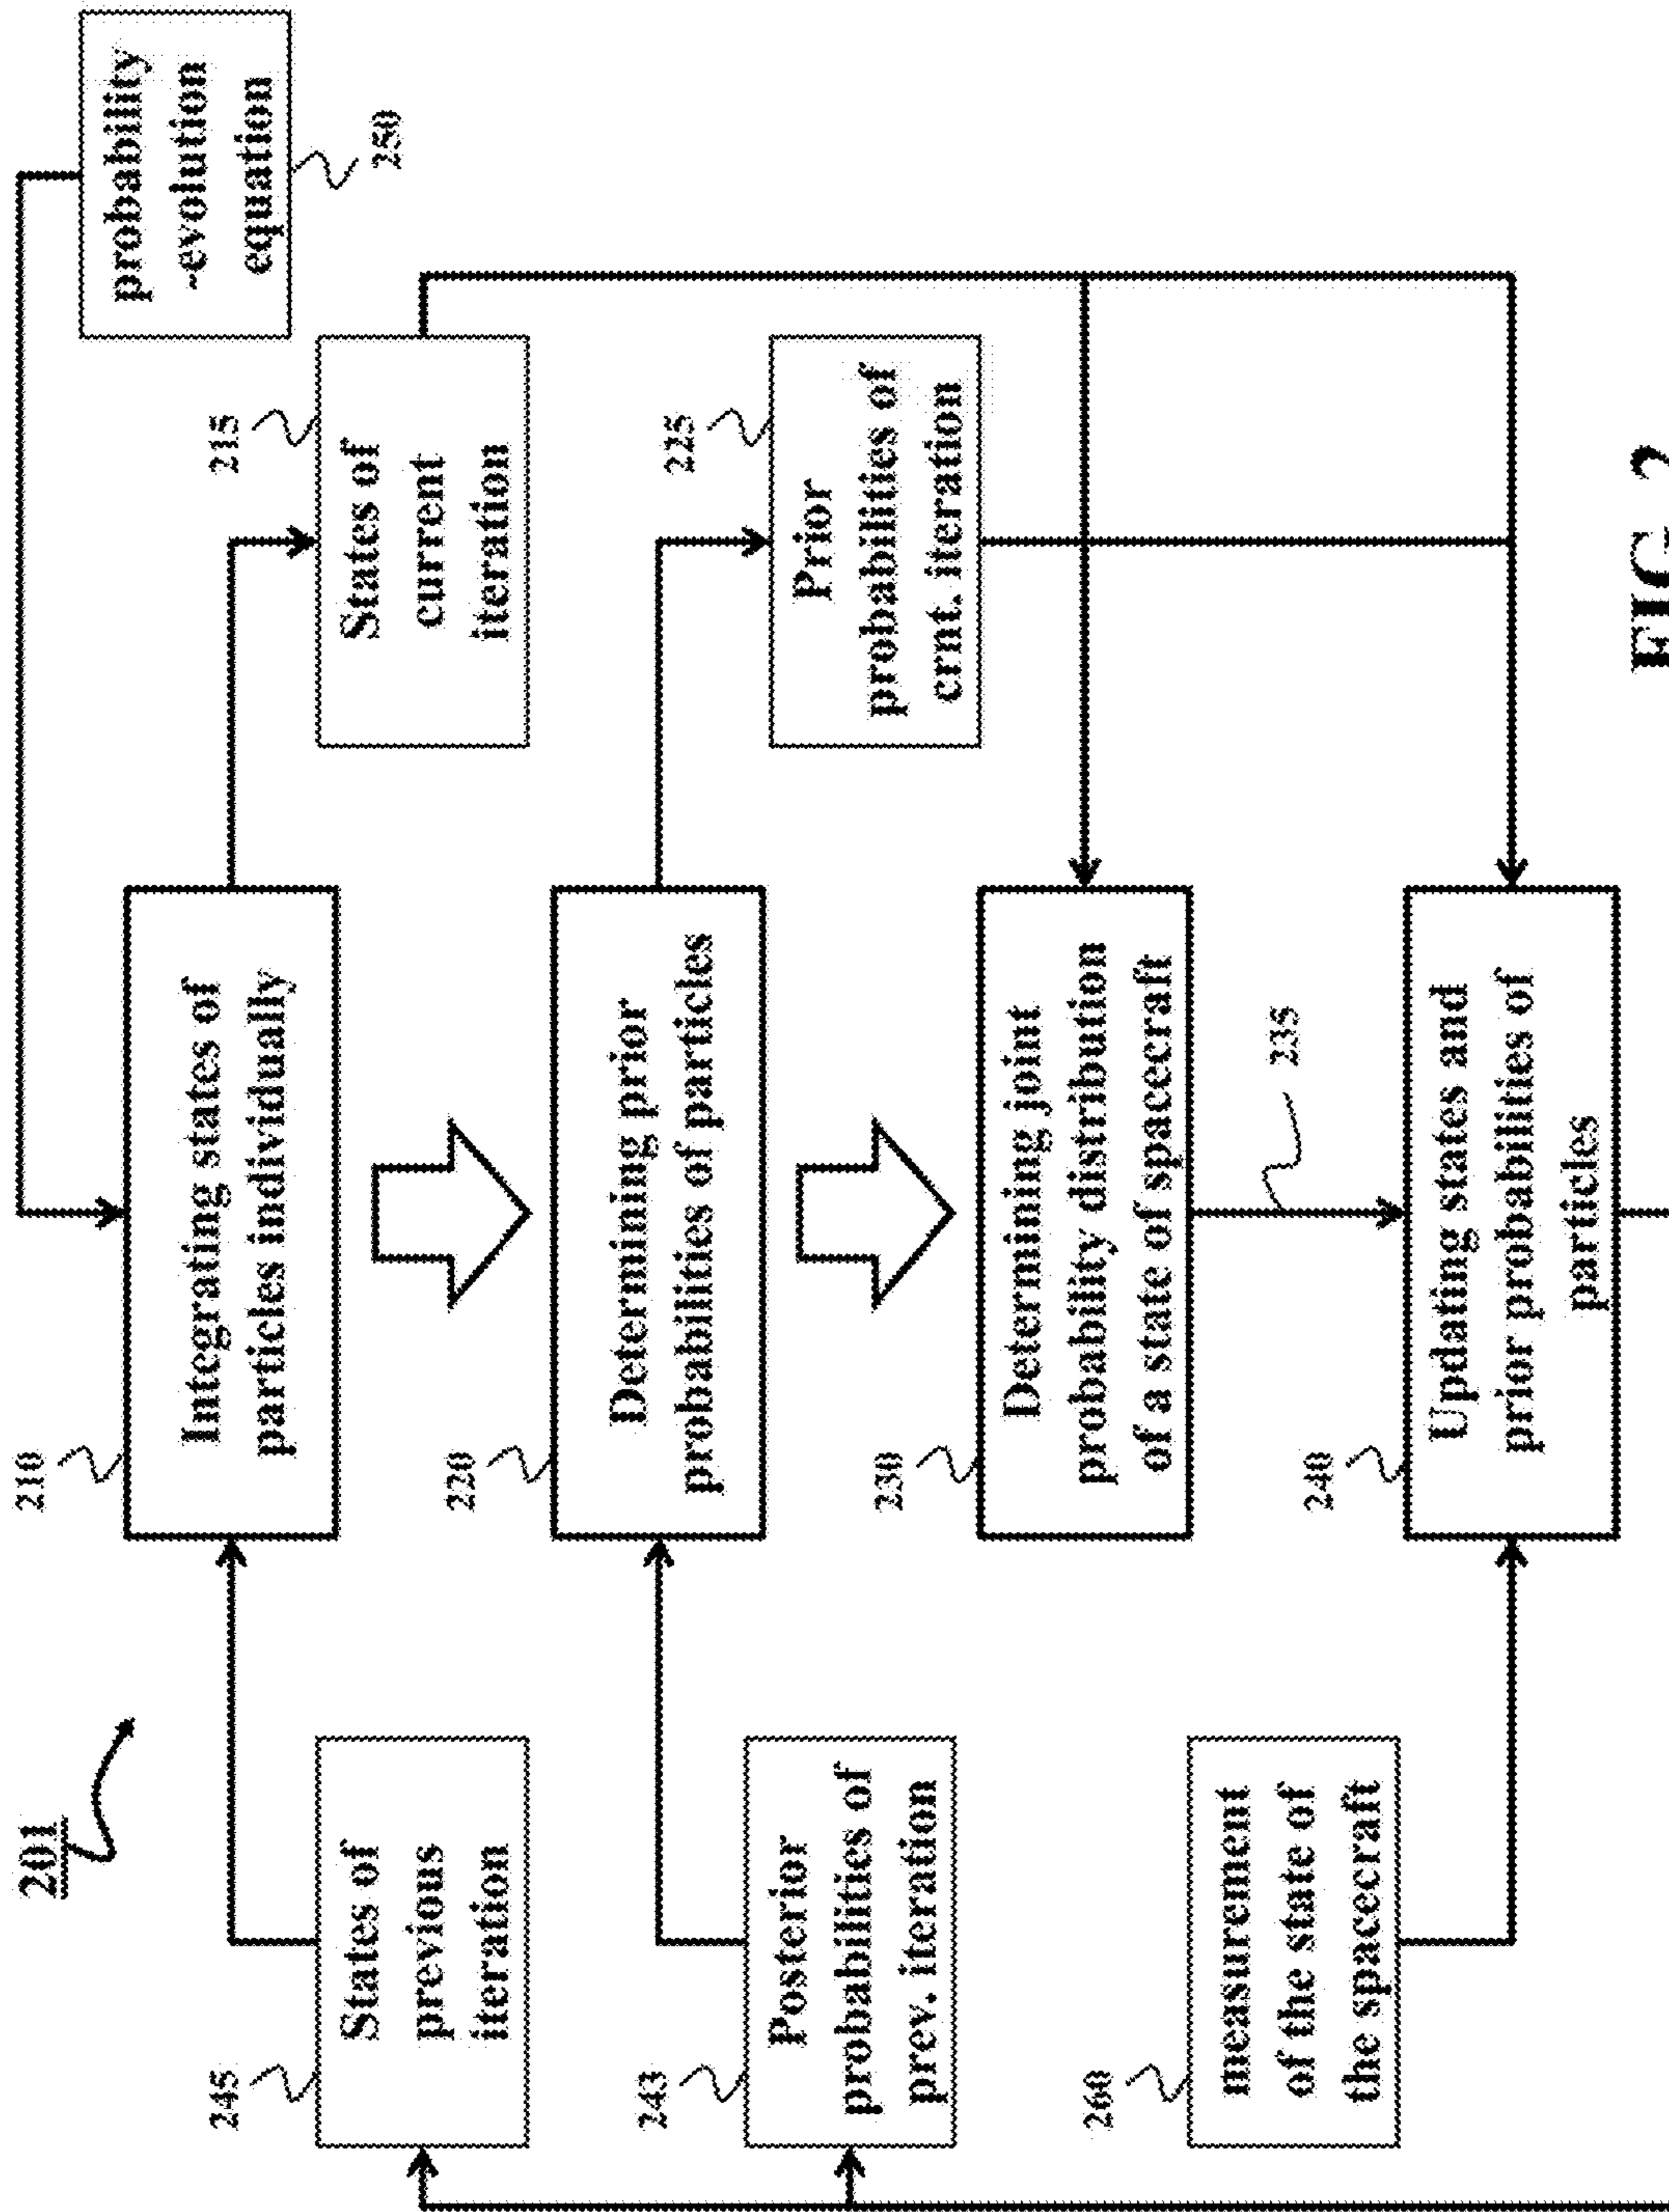 201
210
Integrating states of
particles individually
probability
-evolution
equation
250
245
States of
previous
iteration
215
States of
current
iteration
220
Determining prior
probabilities of particles
243
Posterior
probabilities of
prev. iteration
225
Prior
probabilities of
crnt. iteration
230
Determining joint
probability distribution
of a state of spacecraft
235
260
measurement
of the state of
the spacecraft
240
Updating states and
prior probabilities of
particles
FIG 2